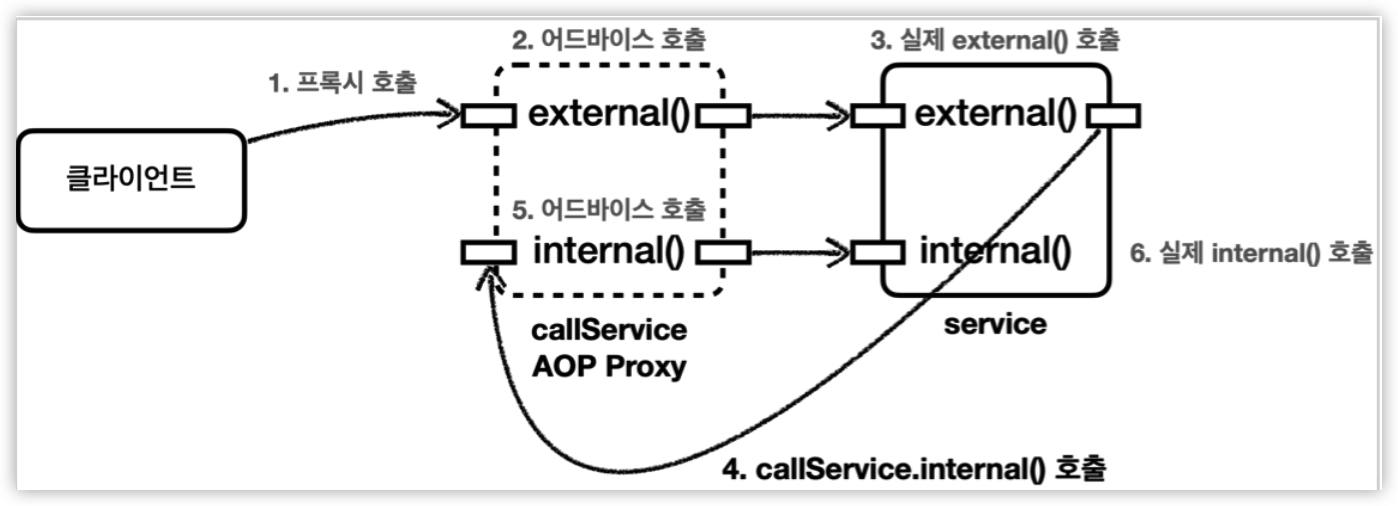 2. 어드바이스 호출
3. 실제 external() 호출
1. 프록시 호출
external()
external()
클라이언트
5. 어드바이스 호출
internal()
internal()
6. 실제 internal() 호출
callService
AOP Proxy
service
4. callService.internal() 호출